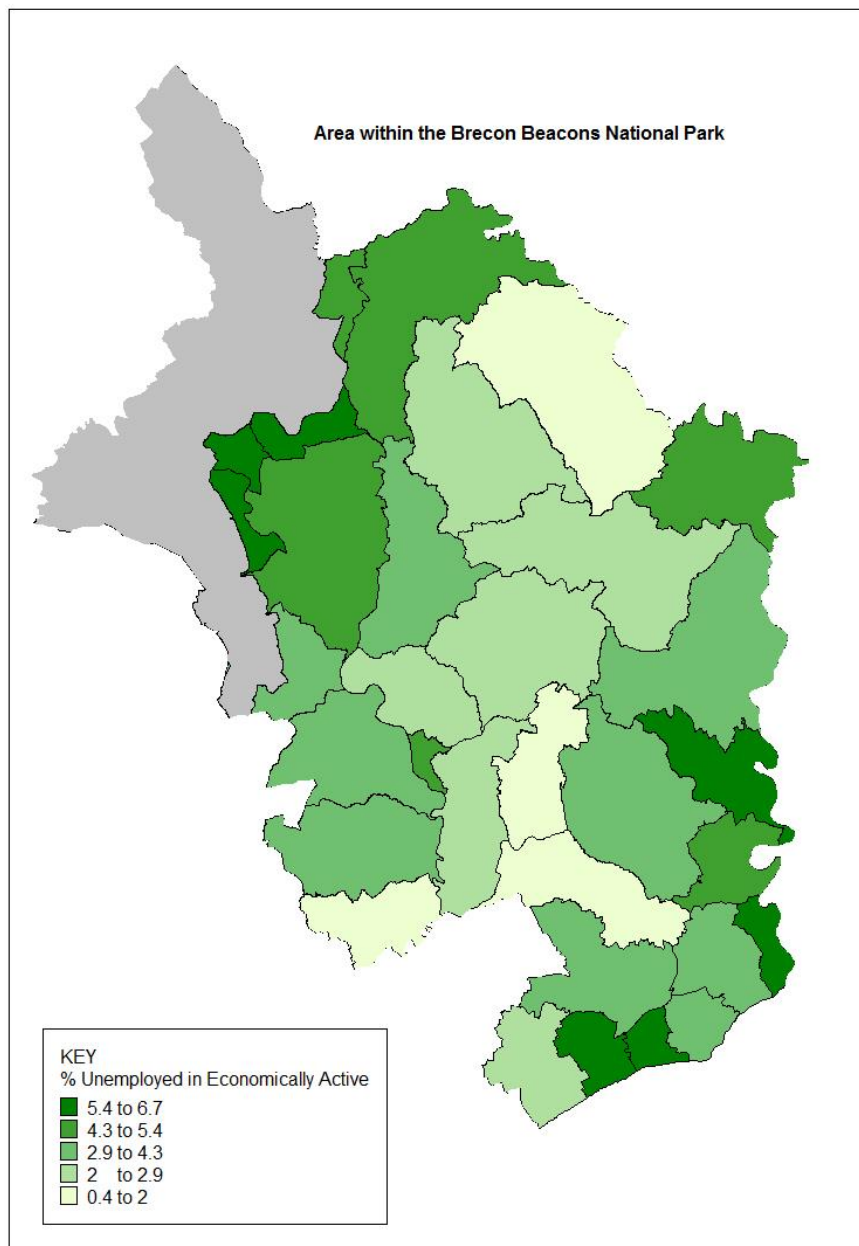 Area within the Brecon Beacons National Park
KEY
% Unemployed in Economically Active
5.4 to 6.7
4.3 to 5.4
2.9 to 4.3
2 to 2.9
0.4 to 2